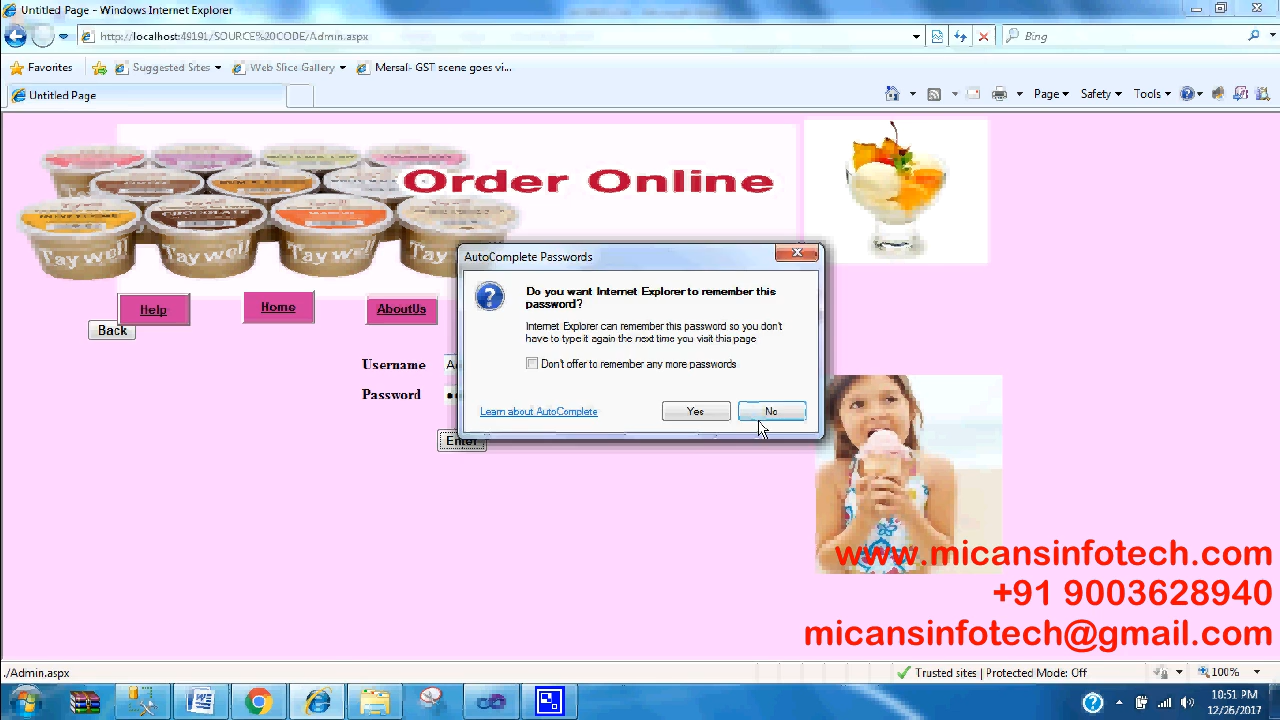 Untitled Page - Windows Internet Explorer
http://localhost:49191/SOURCE%20CODE/Admin.aspx
Bing
Favorites
Suggested Sites
Web Slice Gallery
Mersal- GST scene goes vi...
Untitled Page
Page
Safety
Tools
Order Online
CHOCOLATE
Taywell
Taywell
Taywell
Tay
Help
Home
AboutUs
Back
Username
Password
Enter
AutoComplete Passwords
Do you want Internet Explorer to remember this
password?
Internet Explorer can remember this password so you don't
have to type it again the next time you visit this page
Don't offer to remember any more passwords
Learn about AutoComplete
Yes
No
www.micansinfotech.com
+91 9003628940
micansinfotech@gmail.com
./Admin.aspx
Trusted sites | Protected Mode: Off
100%
10:51 PM
12/26/2017